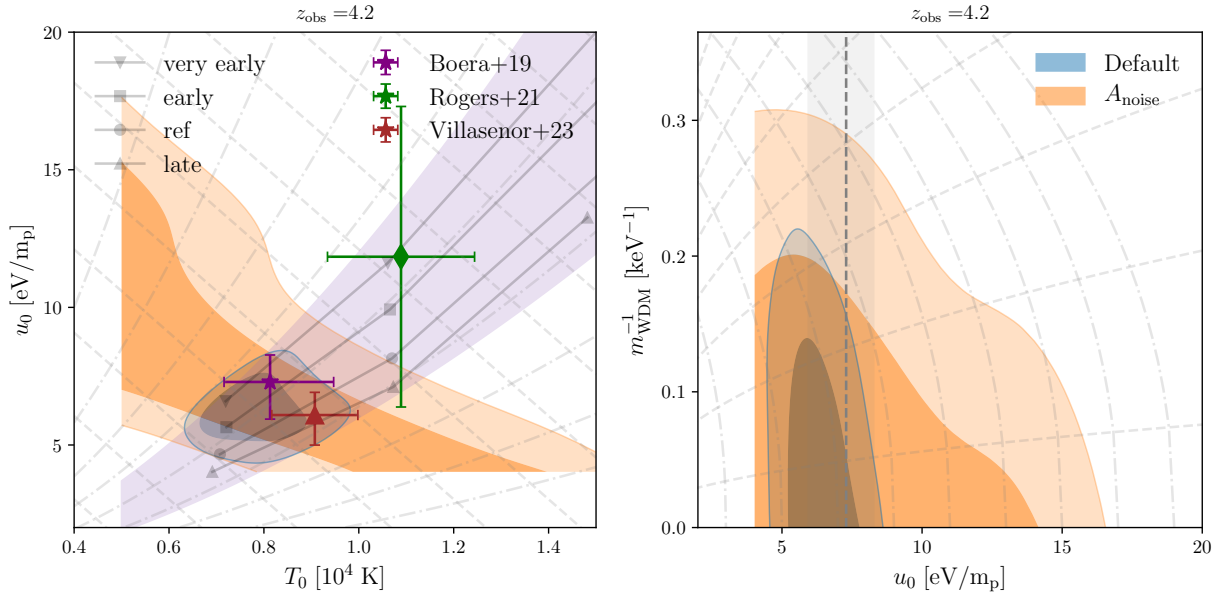 z_obs =4.2
very early
early
ref
late
Boera+19
Rogers+21
Villasenor+23
20
15
10
5
u_0 [eV/m_p]
0.4 0.6 0.8 1.0 1.2 1.4
T_0 [10^4 K]
z_obs =4.2
Default
A_noise
0.3
0.2
0.1
0.0
m_WDM^−1 [keV^−1]
5 10 15 20
u_0 [eV/m_p]